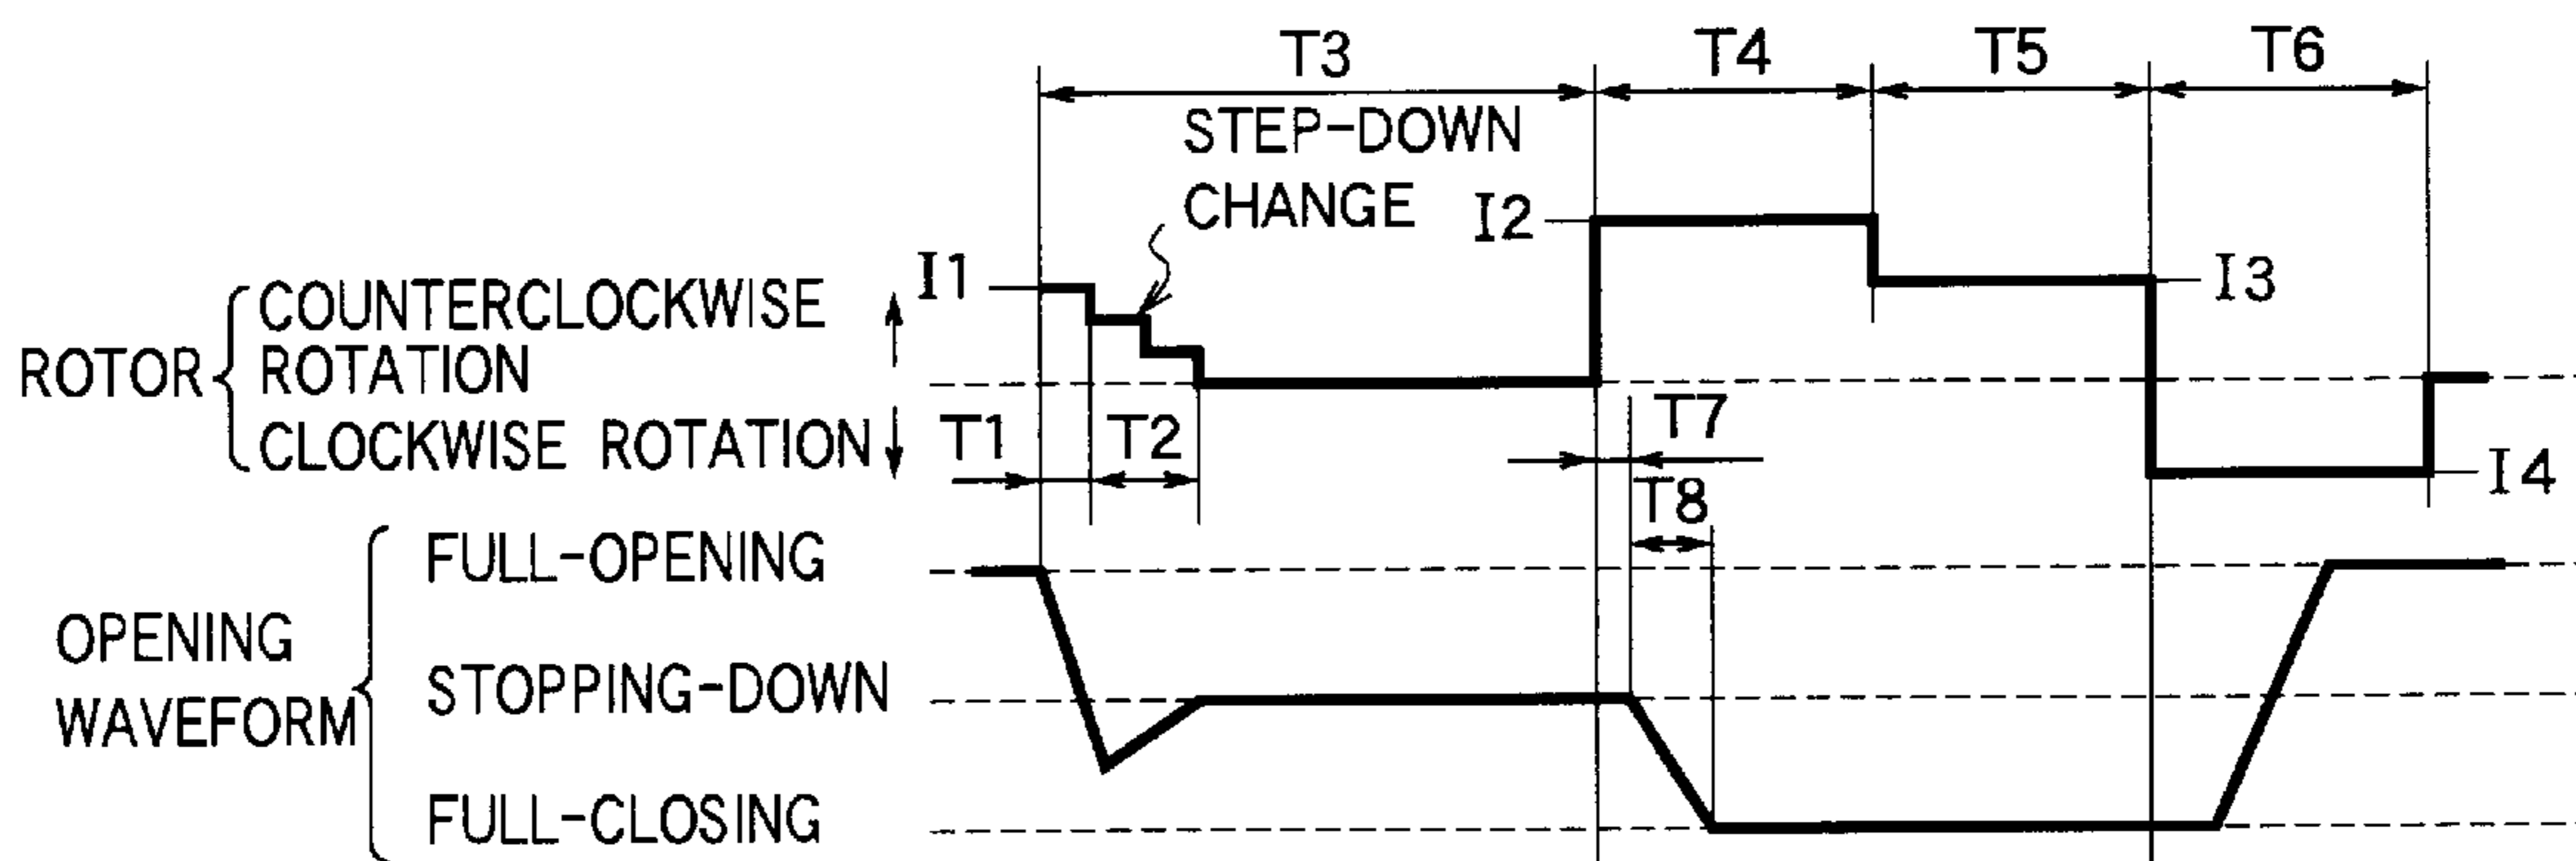 T3
T4
T5
T6
STEP-DOWN
CHANGE
I2
I1
I3
COUNTERCLOCKWISE
ROTOR
ROTATION
CLOCKWISE ROTATION
T1
T2
T7
I4
T8
FULL-OPENING
OPENING
WAVEFORM
STOPPING-DOWN
FULL-CLOSING